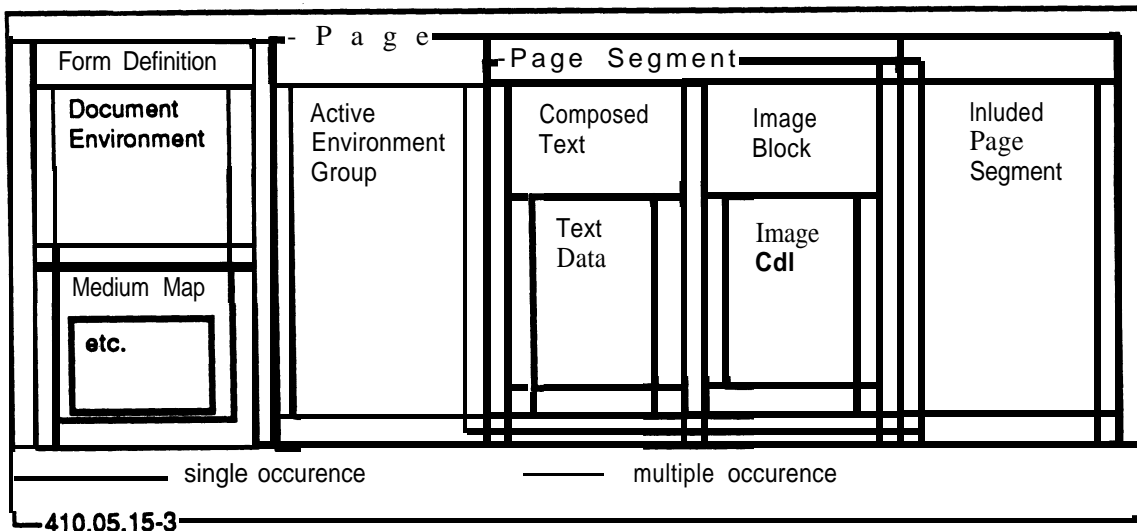 - P a g e
Form Definition
-Page Segment
Document
Environment
Active
Environment
Group
Composed
Text
Image
Block
Inluded
Page
Segment
Text
Data
Image
Cdl
Medium Map
etc.
single occurence
multiple occurence
410.05.15-3